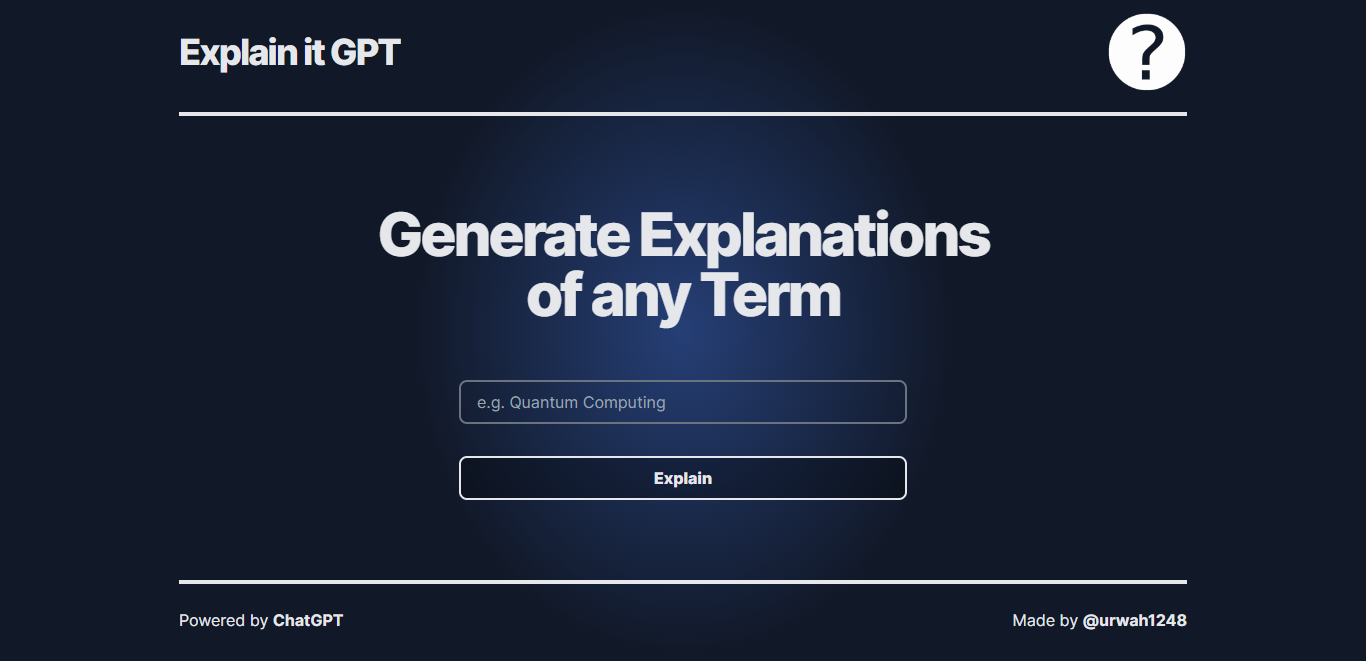 Explain it GPT
?
Generate Explanations
of any Term
e.g. Quantum Computing
Explain
Powered by ChatGPT
Made by @urwah1248